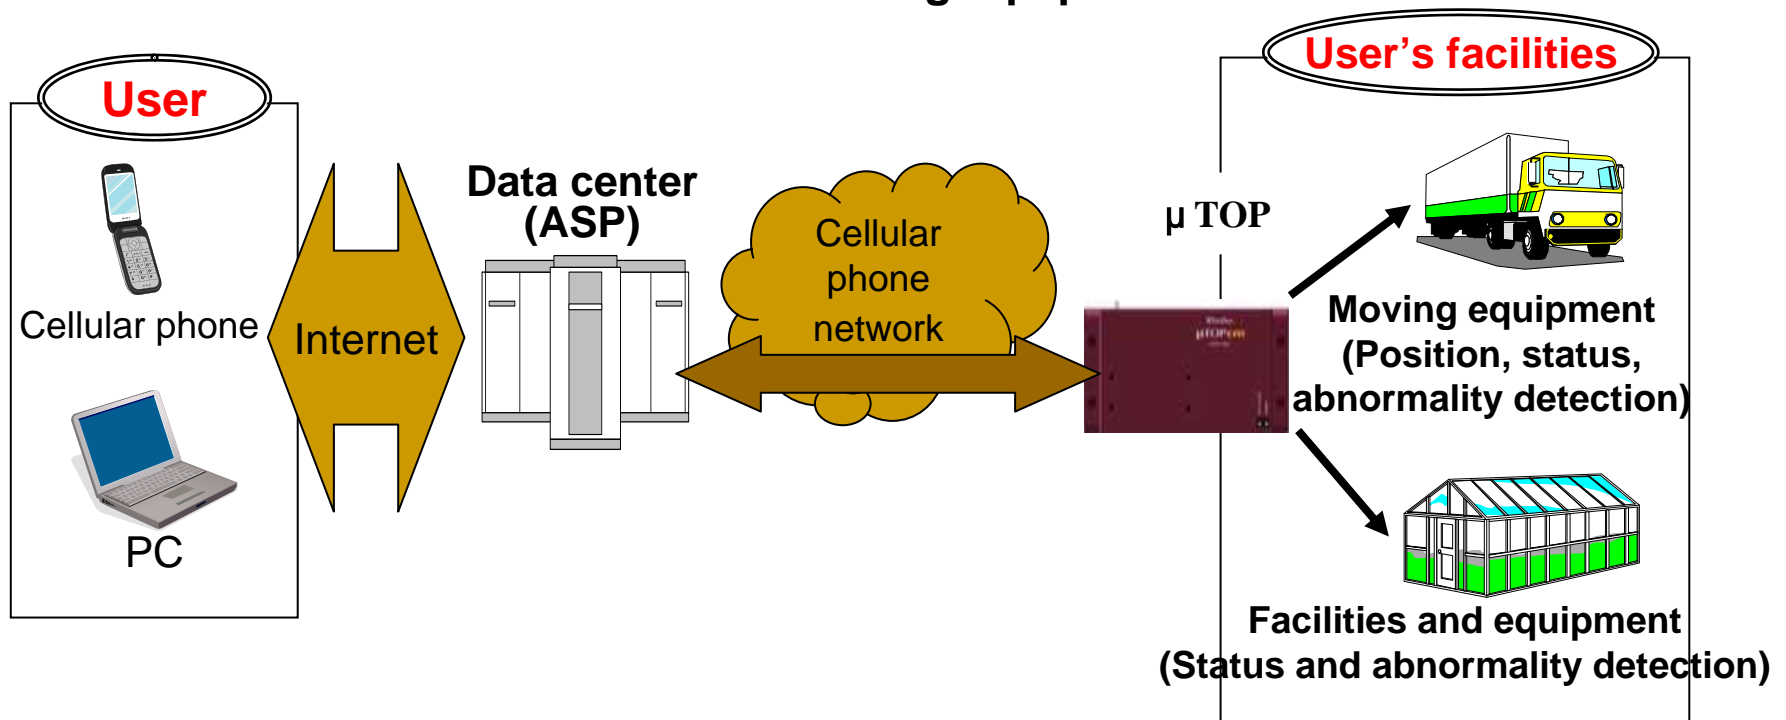 User
Cellular phone
PC
Internet
Data center
(ASP)
Cellular
phone
network
μ TOP
μTOP
User’s facilities
Moving equipment
(Position, status,
abnormality detection)
Facilities and equipment
(Status and abnormality detection)